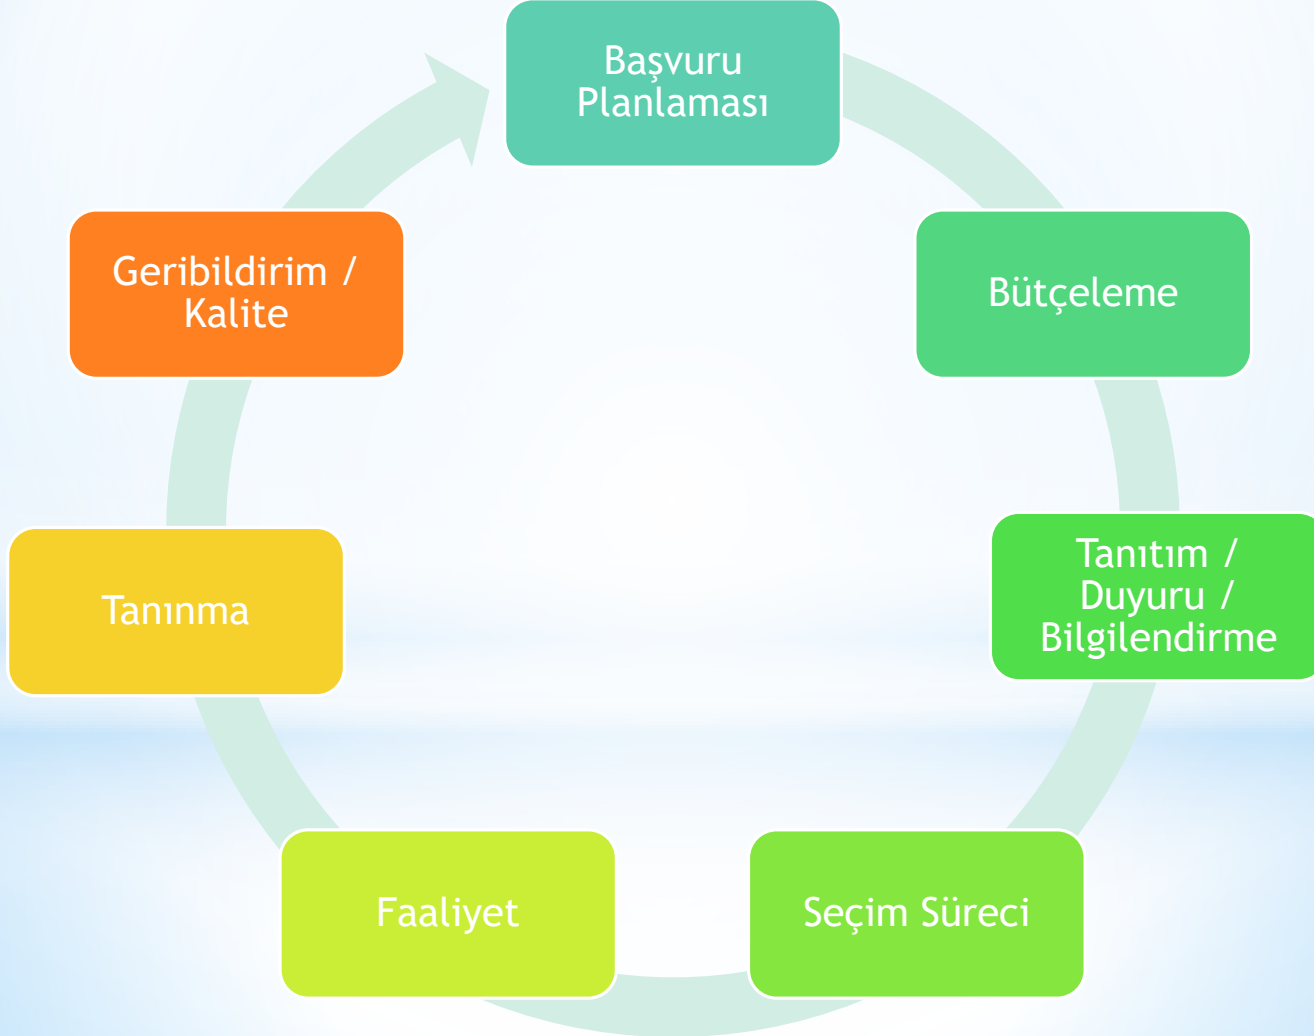 Başvuru
Planlaması
Bütçeleme
Tanıtım /
Duyuru /
Bilgilendirme
Seçim Süreci
Faaliyet
Tanınma
Geribildirim /
Kalite